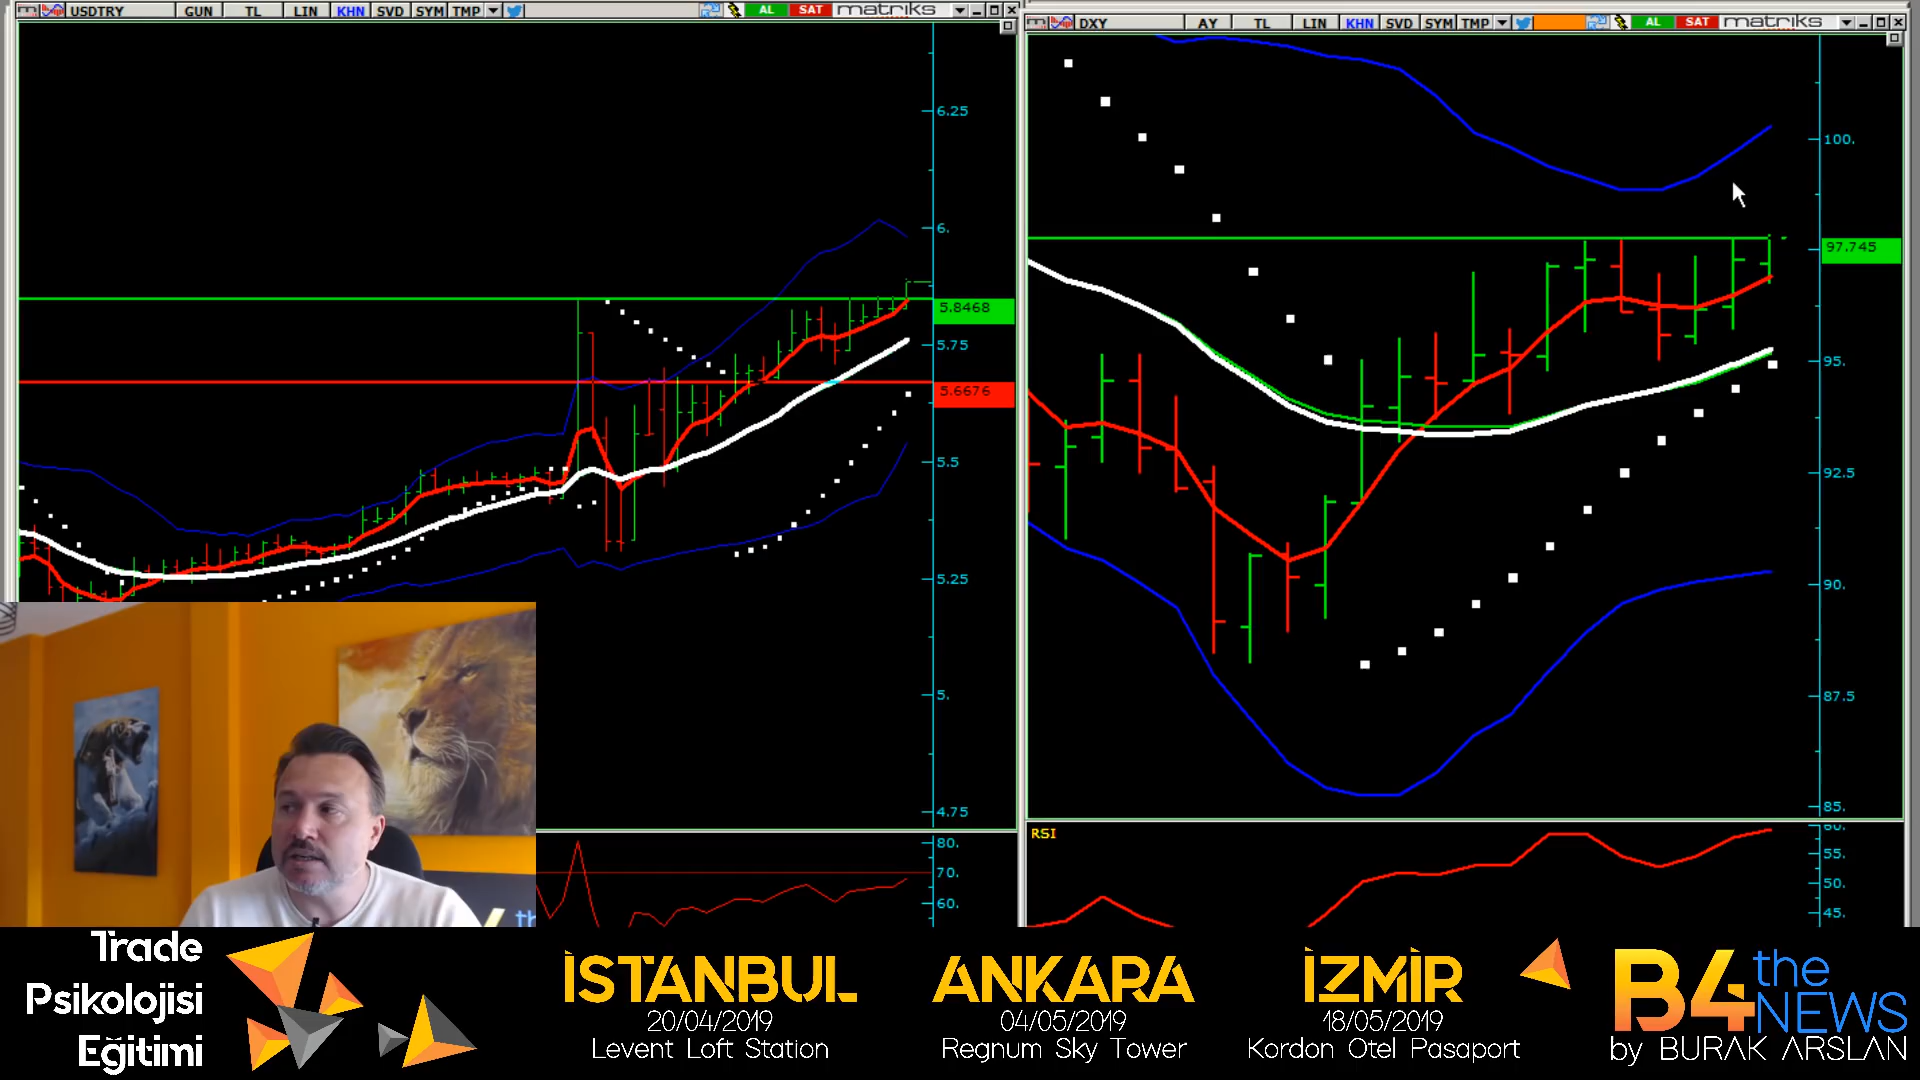 USDTRY GUN TL LIN KHN SVD SYM TMP AL SAT matriks
6.25
6.
5.8468
5.75
5.6676
5.5
5.25
5.
4.75
80.
70.
60.
DXY AY TL LIN KHN SVD SYM TMP AL SAT matriks
100.
97.745
95.
92.5
90.
87.5
85.
RSI
60.
55.
50.
45.
th
Trade
Psikolojisi
Eğitimi
İSTANBUL
20/04/2019
Levent Loft Station
ANKARA
04/05/2019
Regnum Sky Tower
İZMİR
18/05/2019
Kordon Otel Pasaport
B4 the
NEWS
by BURAK ARSLAN